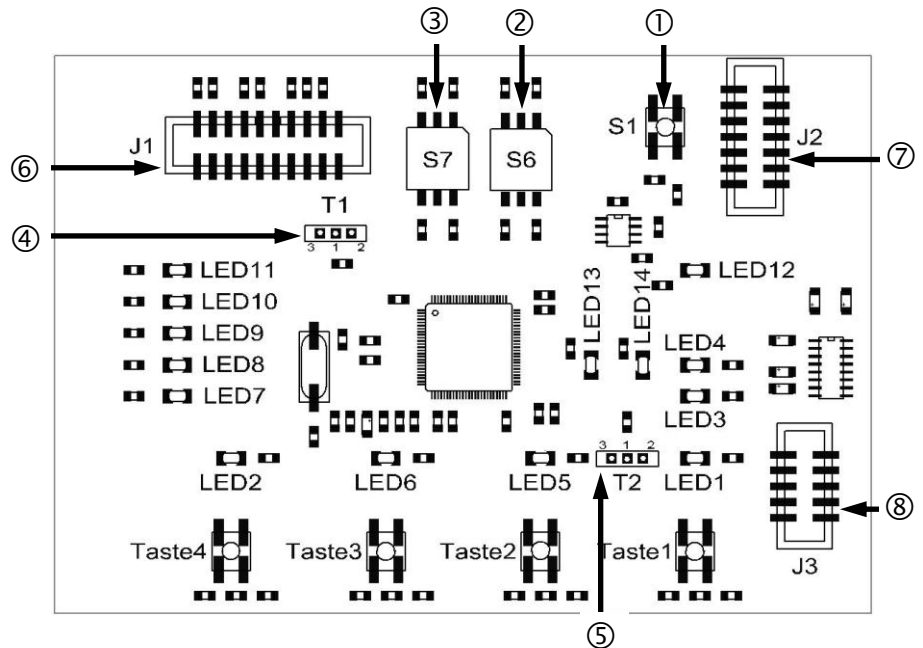 ③ ② ①
J1 S7 S6 S1 J2
⑥ ⑦
T1
④
3 1 2
LED11 LED13 LED14 LED12
LED10
LED9
LED8 LED4
LED7 LED3
3 1 2
LED2 LED6 LED5 T2 LED1
⑧
Taste4 Taste3 Taste2 Taste1
J3
⑤